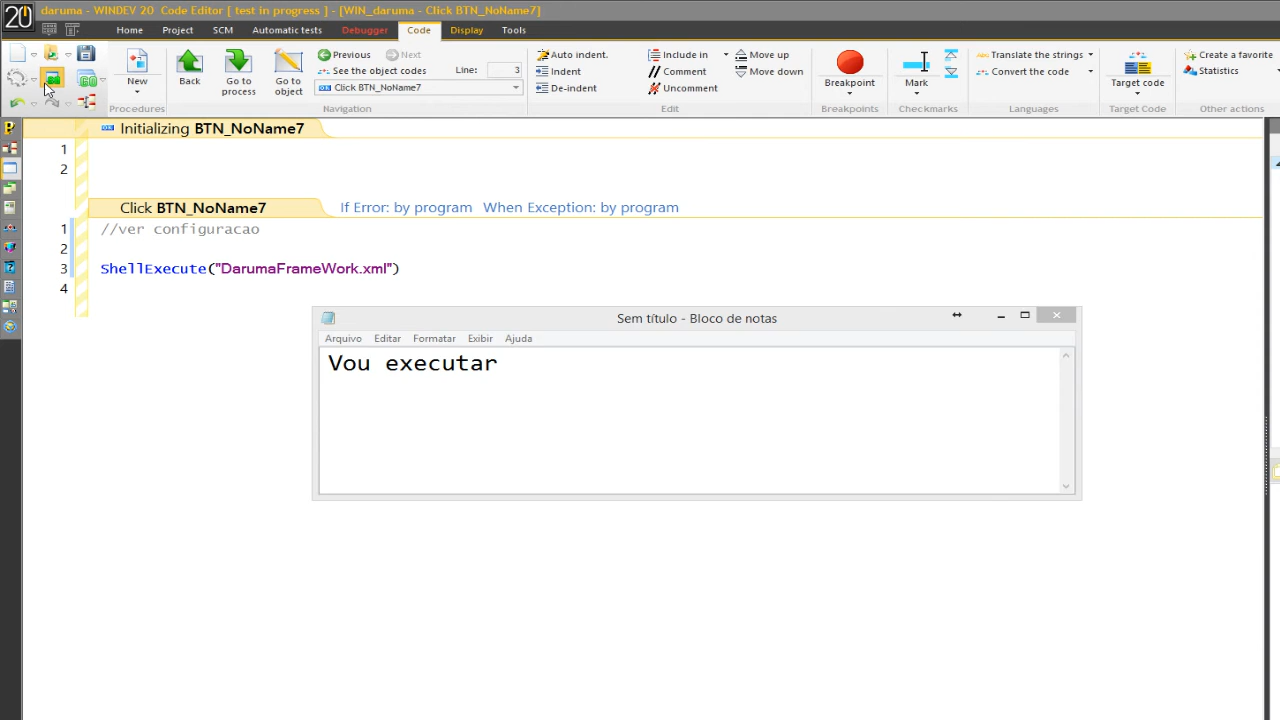 daruma - WINDEV 20 Code Editor [ test in progress ] - [WIN_daruma - Click BTN_NoName7]
20
Home Project SCM Automatic tests Debugger Code Display Tools
New
Back
Go to process
Go to object
Previous Next
See the object code Line: 3
Click BTN_NoName7
Auto indent.
Indent
De-indent
Include in
Comment
Uncomment
Move up
Move down
Breakpoint
Mark
Translate the strings
Convert the code
Target code
Create a favorite
Statistics
GO
Procedures Navigation Edit Breakpoints Checkmarks Languages Target Code Other actions
Initializing BTN_NoName7
1
2
Click BTN_NoName7 If Error: by program When Exception: by program
1 //ver configuracao
2
3 ShellExecute("DarumaFrameWork.xml")
4
Sem título - Bloco de notas
Arquivo Editar Formatar Exibir Ajuda
Vou executar